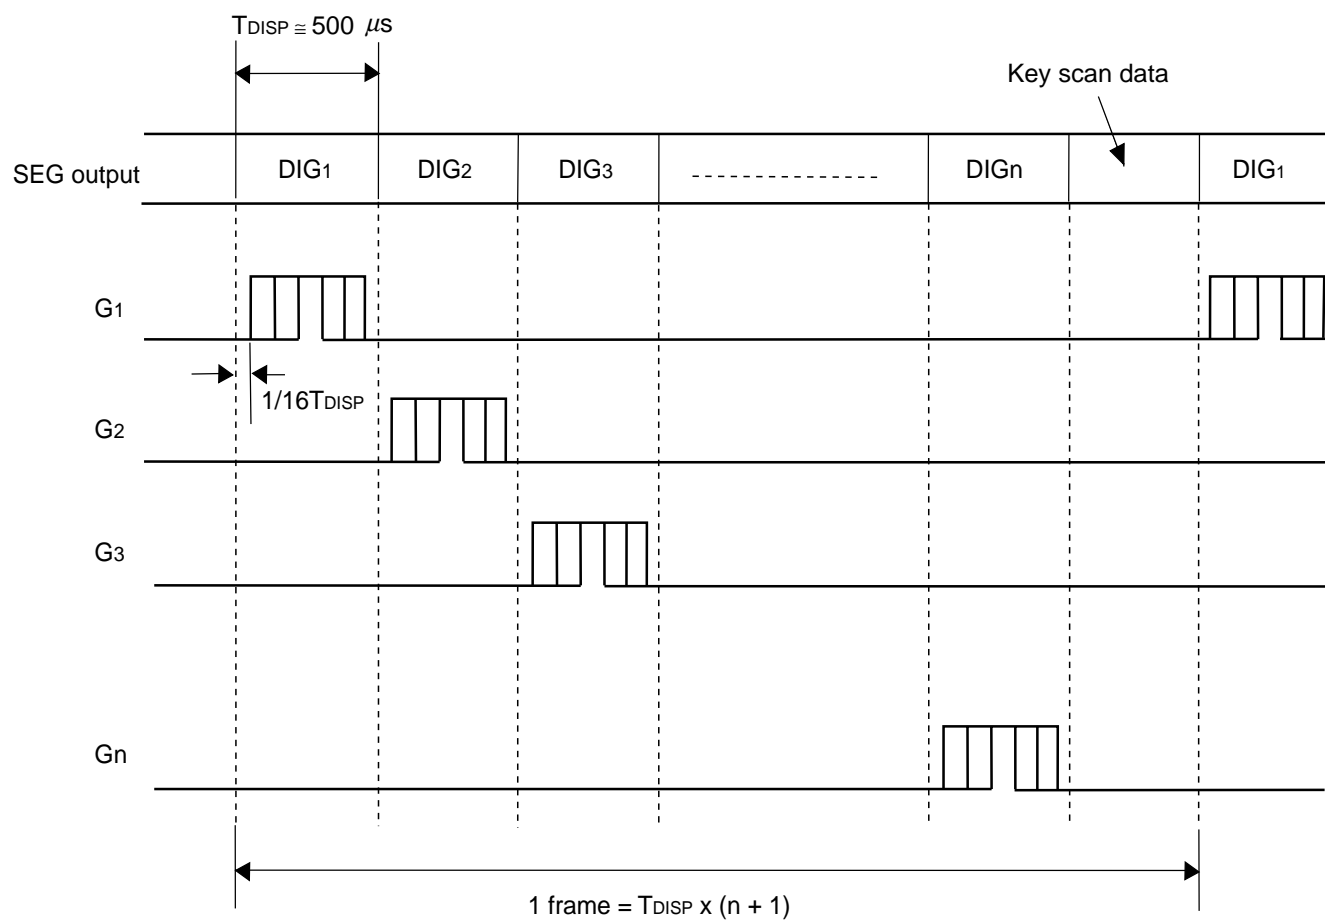 TDISP ≅ 500 μs
Key scan data
SEG output DIG1 DIG2 DIG3 DIGn DIG1
G1
1/16TDISP
G2
G3
Gn
1 frame = TDISP x (n + 1)